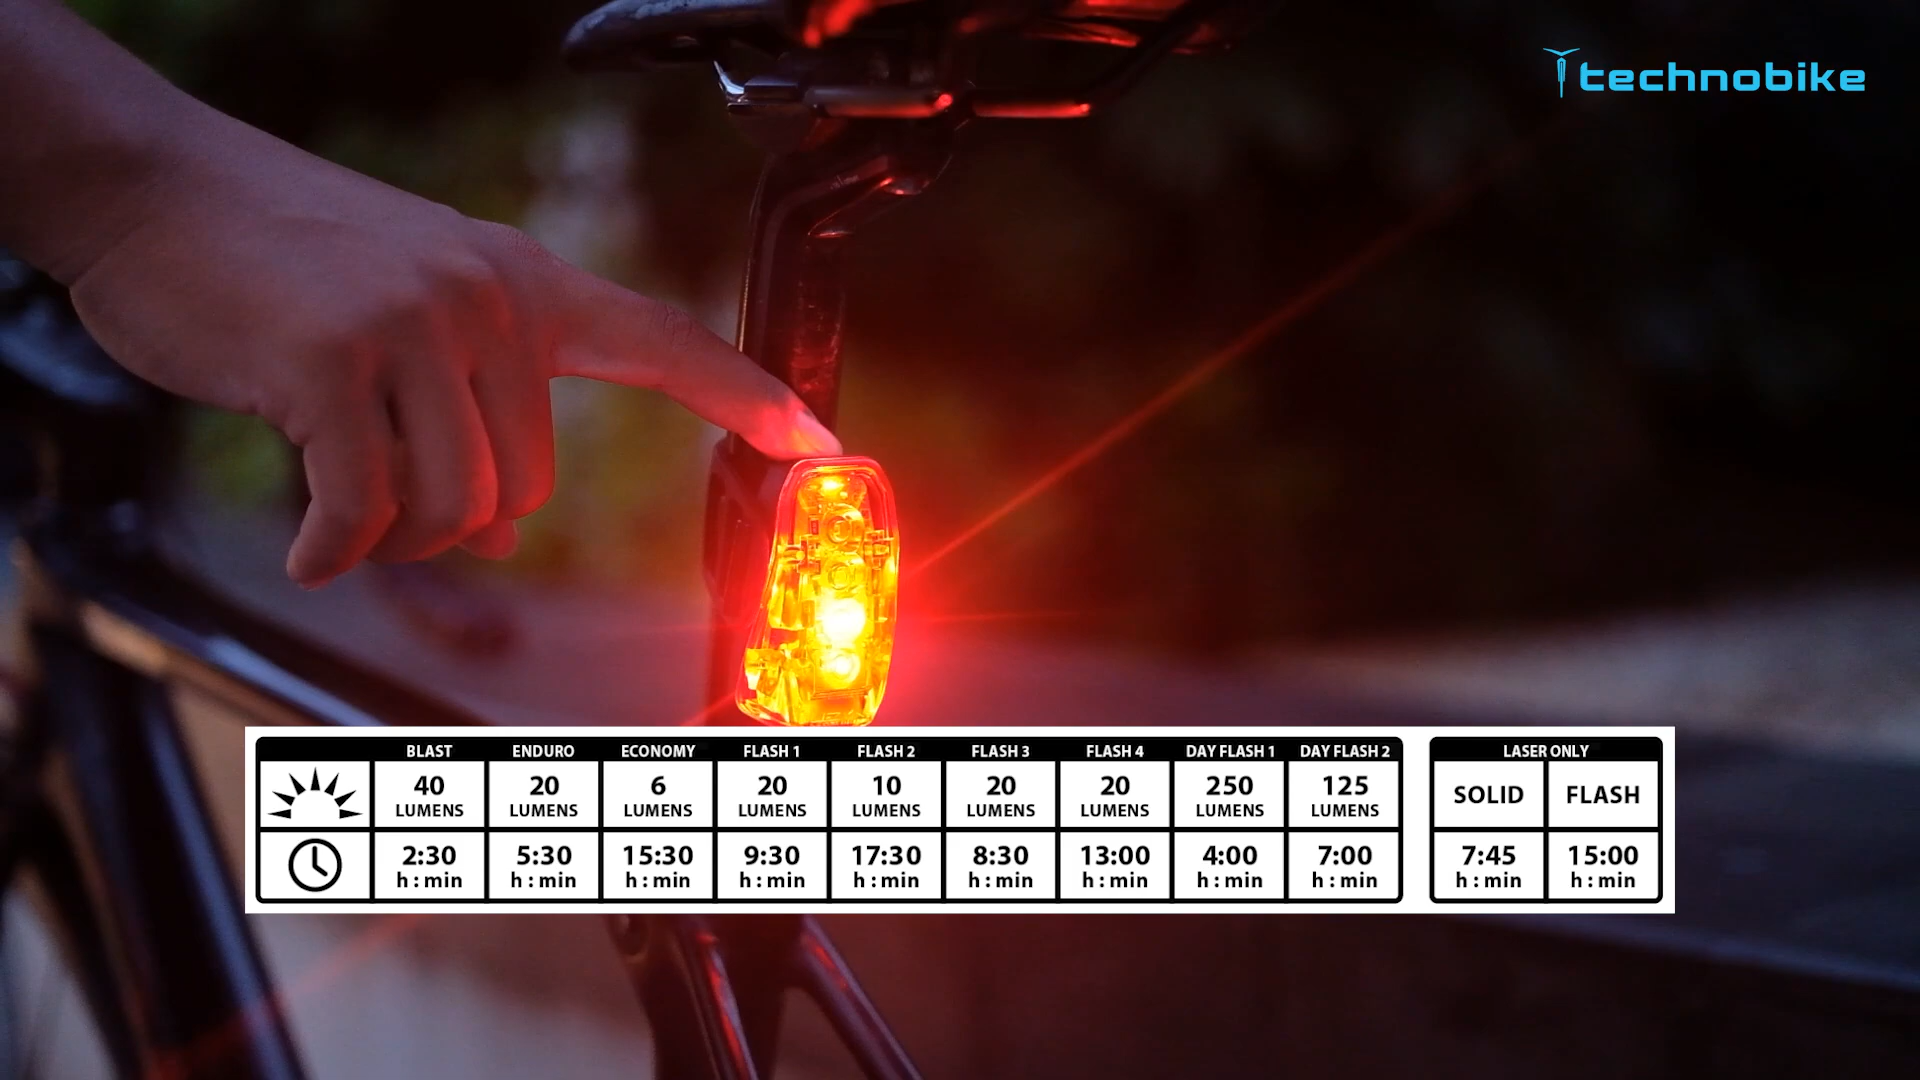 technobike
BLAST ENDURO ECONOMY FLASH 1 FLASH 2 FLASH 3 FLASH 4 DAY FLASH 1 DAY FLASH 2 LASER ONLY
40 20 6 20 10 20 20 250 125 SOLID FLASH
LUMENS LUMENS LUMENS LUMENS LUMENS LUMENS LUMENS LUMENS LUMENS
2:30 5:30 15:30 9:30 17:30 8:30 13:00 4:00 7:00 7:45 15:00
h : min h : min h : min h : min h : min h : min h : min h : min h : min h : min h : min